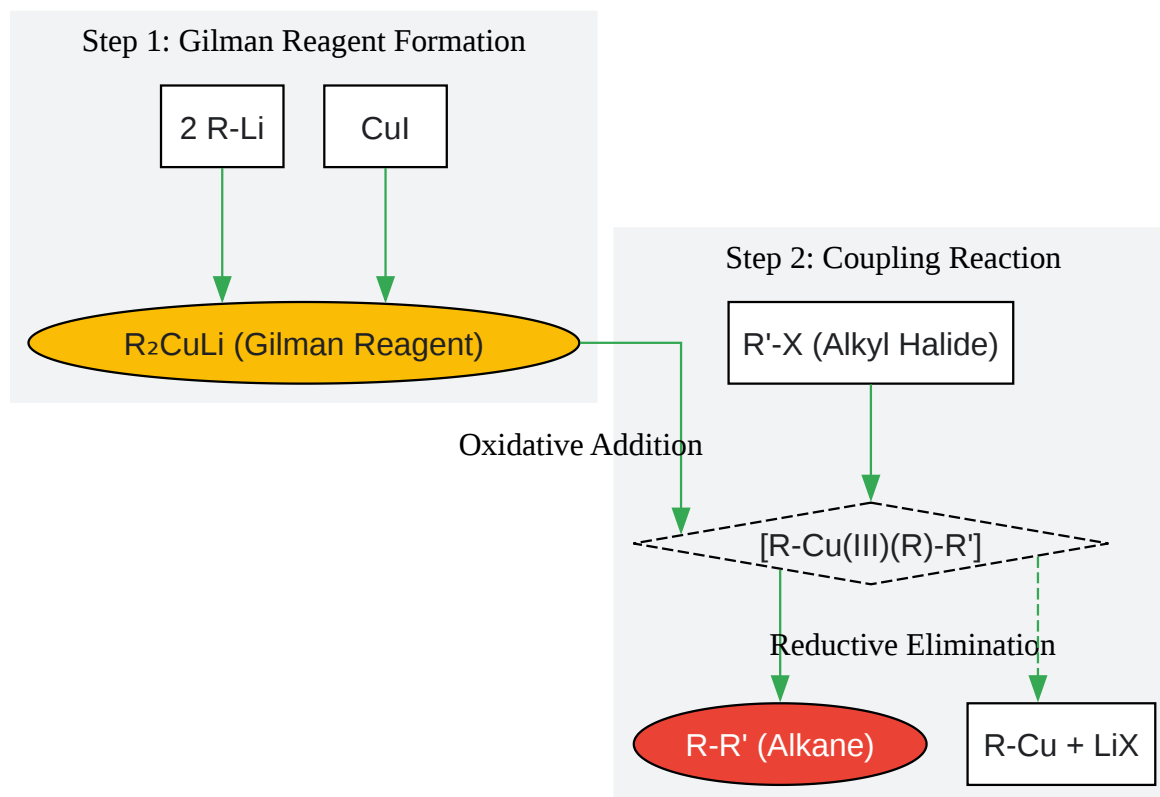 Step 1: Gilman Reagent Formation
2 R-Li
CuI
R₂CuLi (Gilman Reagent)
Step 2: Coupling Reaction
R'-X (Alkyl Halide)
Oxidative Addition
[R-Cu(III)(R)-R']
Reductive Elimination
R-R' (Alkane)
R-Cu + LiX